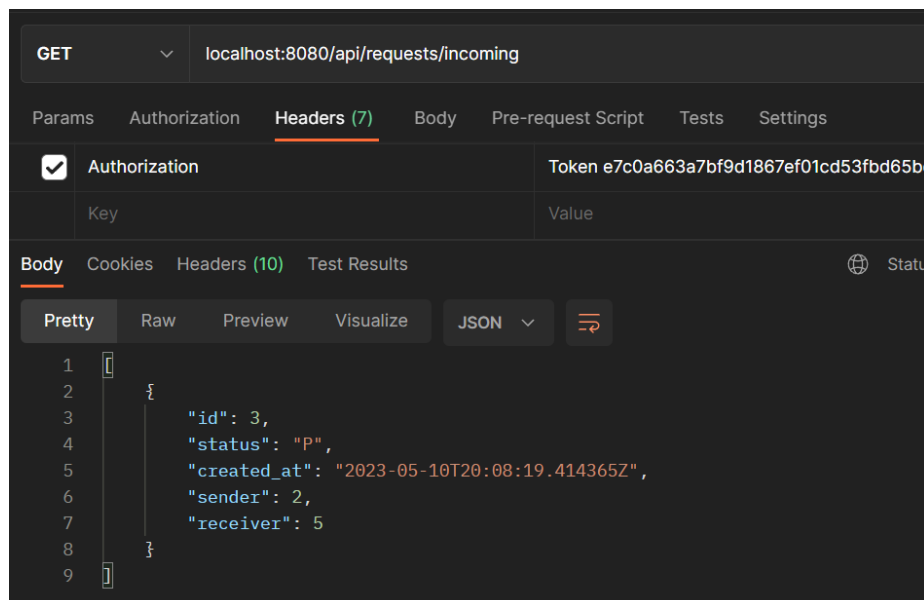 GET localhost:8080/api/requests/incoming
Params Authorization Headers (7) Body Pre-request Script Tests Settings
Authorization Token e7c0a663a7bf9d1867ef01cd53fbd65b
Key Value
Body Cookies Headers (10) Test Results Statu
Pretty Raw Preview Visualize JSON
1 [
2 {
3 "id": 3,
4 "status": "P",
5 "created_at": "2023-05-10T20:08:19.414365Z",
6 "sender": 2,
7 "receiver": 5
8 }
9 ]